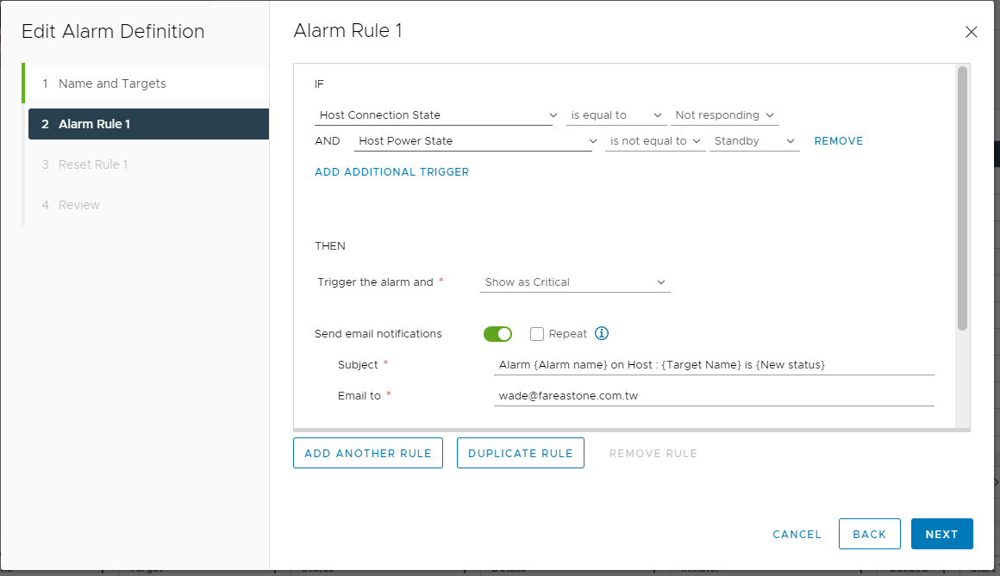 Edit Alarm Definition
1 Name and Targets
2 Alarm Rule 1
3 Reset Rule 1
4 Review
Alarm Rule 1
IF
Host Connection State is equal to Not responding
AND Host Power State is not equal to Standby REMOVE
ADD ADDITIONAL TRIGGER
THEN
Trigger the alarm and * Show as Critical
Send email notifications Repeat
Subject * Alarm {Alarm name} on Host : {Target Name} is {New status}
Email to * wade@fareastone.com.tw
ADD ANOTHER RULE DUPLICATE RULE REMOVE RULE
CANCEL BACK NEXT